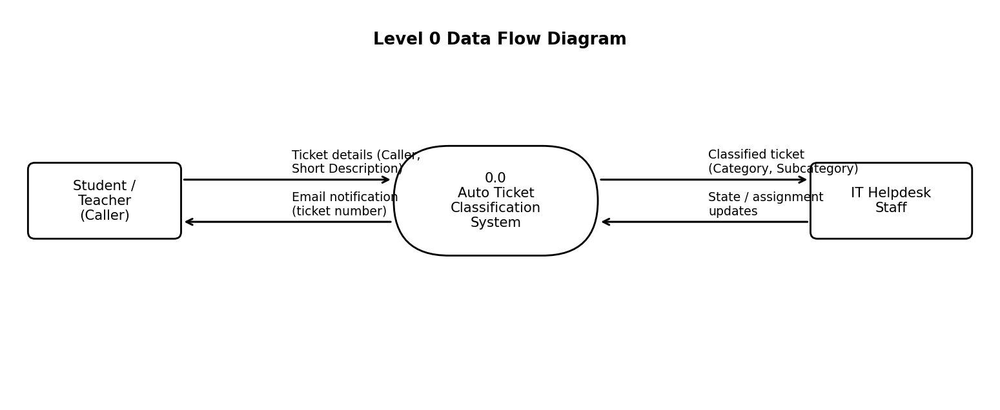 Level 0 Data Flow Diagram
Student /
Teacher
(Caller)
Ticket details (Caller,
Short Description)
Email notification
(ticket number)
0.0
Auto Ticket
Classification
System
Classified ticket
(Category, Subcategory)
State / assignment
updates
IT Helpdesk
Staff